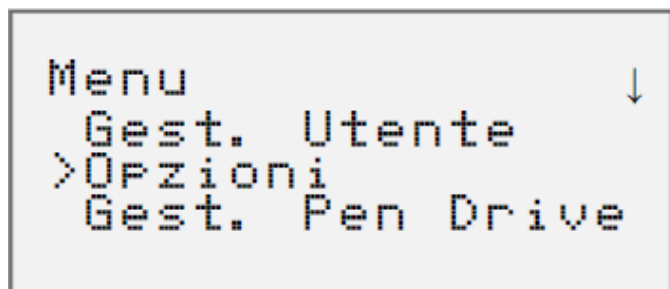 Menu ↓
Gest. Utente
>Opzioni
Gest. Pen Drive